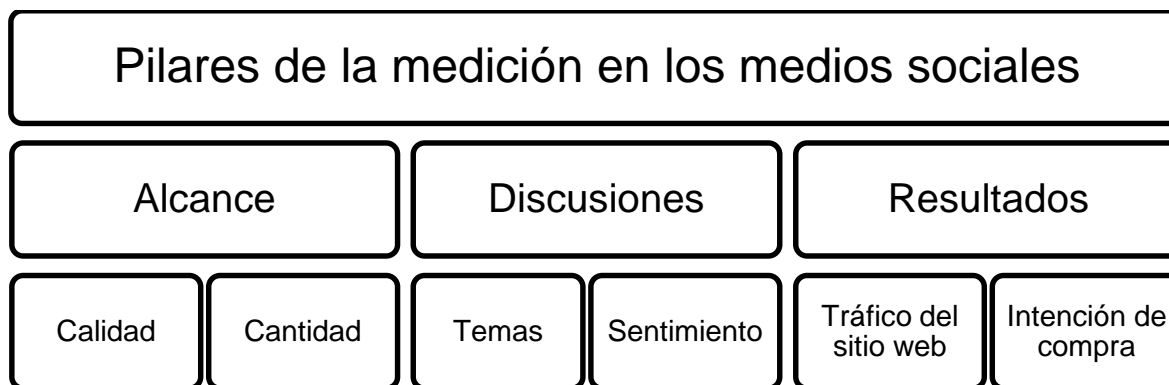 Pilares de la medición en los medios sociales
Alcance
Discusiones
Resultados
Calidad
Cantidad
Temas
Sentimiento
Tráfico del
sitio web
Intención de
compra